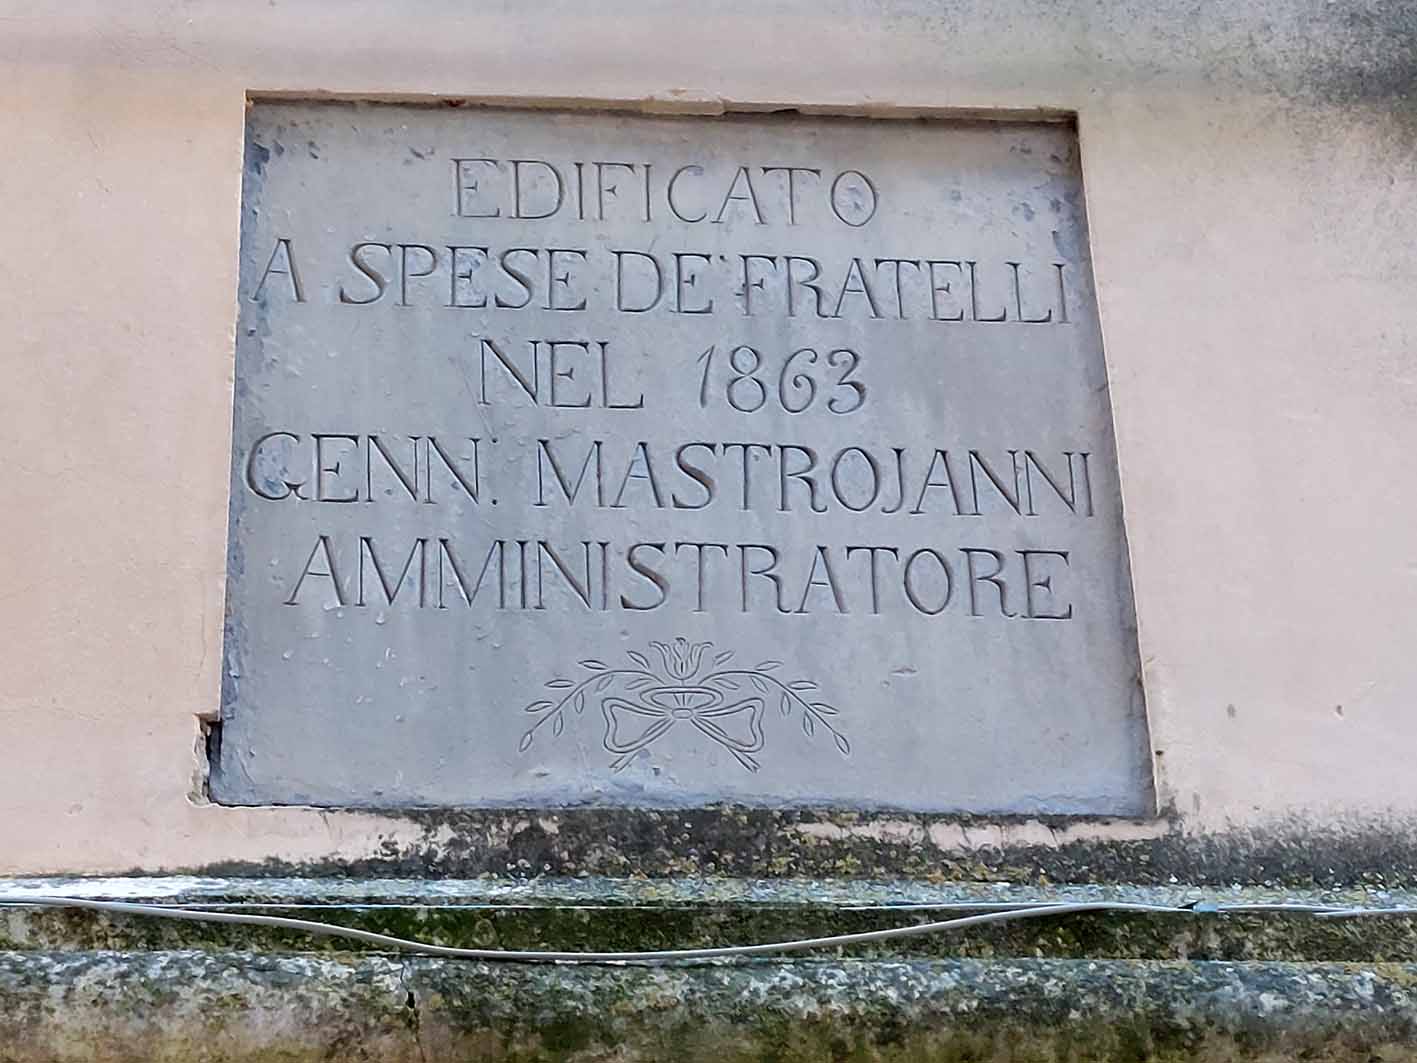 EDIFICATO
A SPESE DE' FRATELLI
NEL 1863
GENN: MASTROJANNI
AMMINISTRATORE